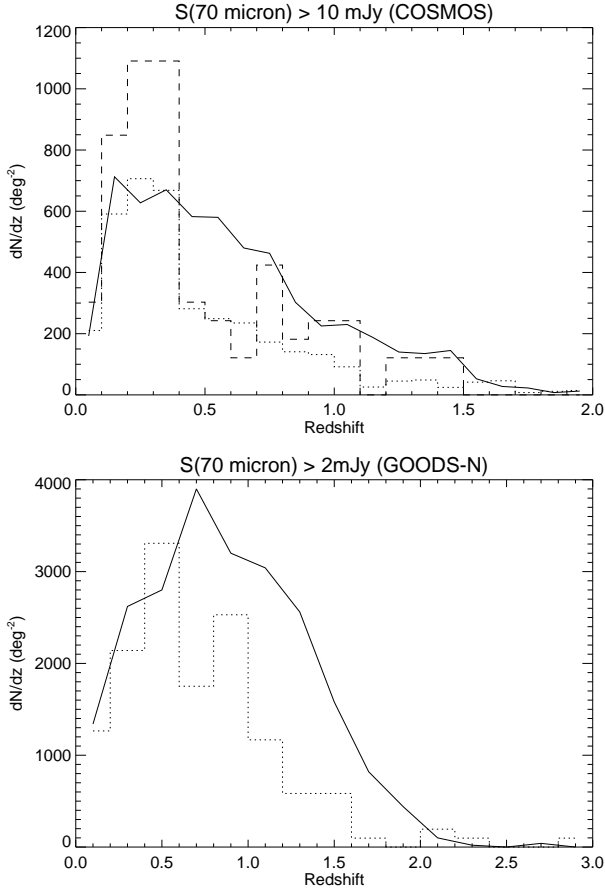 S(70 micron) > 10 mJy (COSMOS)
1200
1000
800
600
400
200
0
dN/dz (deg⁻²)
0.0 0.5 1.0 1.5 2.0
Redshift
S(70 micron) > 2mJy (GOODS-N)
4000
3000
2000
1000
0
dN/dz (deg⁻²)
0.0 0.5 1.0 1.5 2.0 2.5 3.0
Redshift